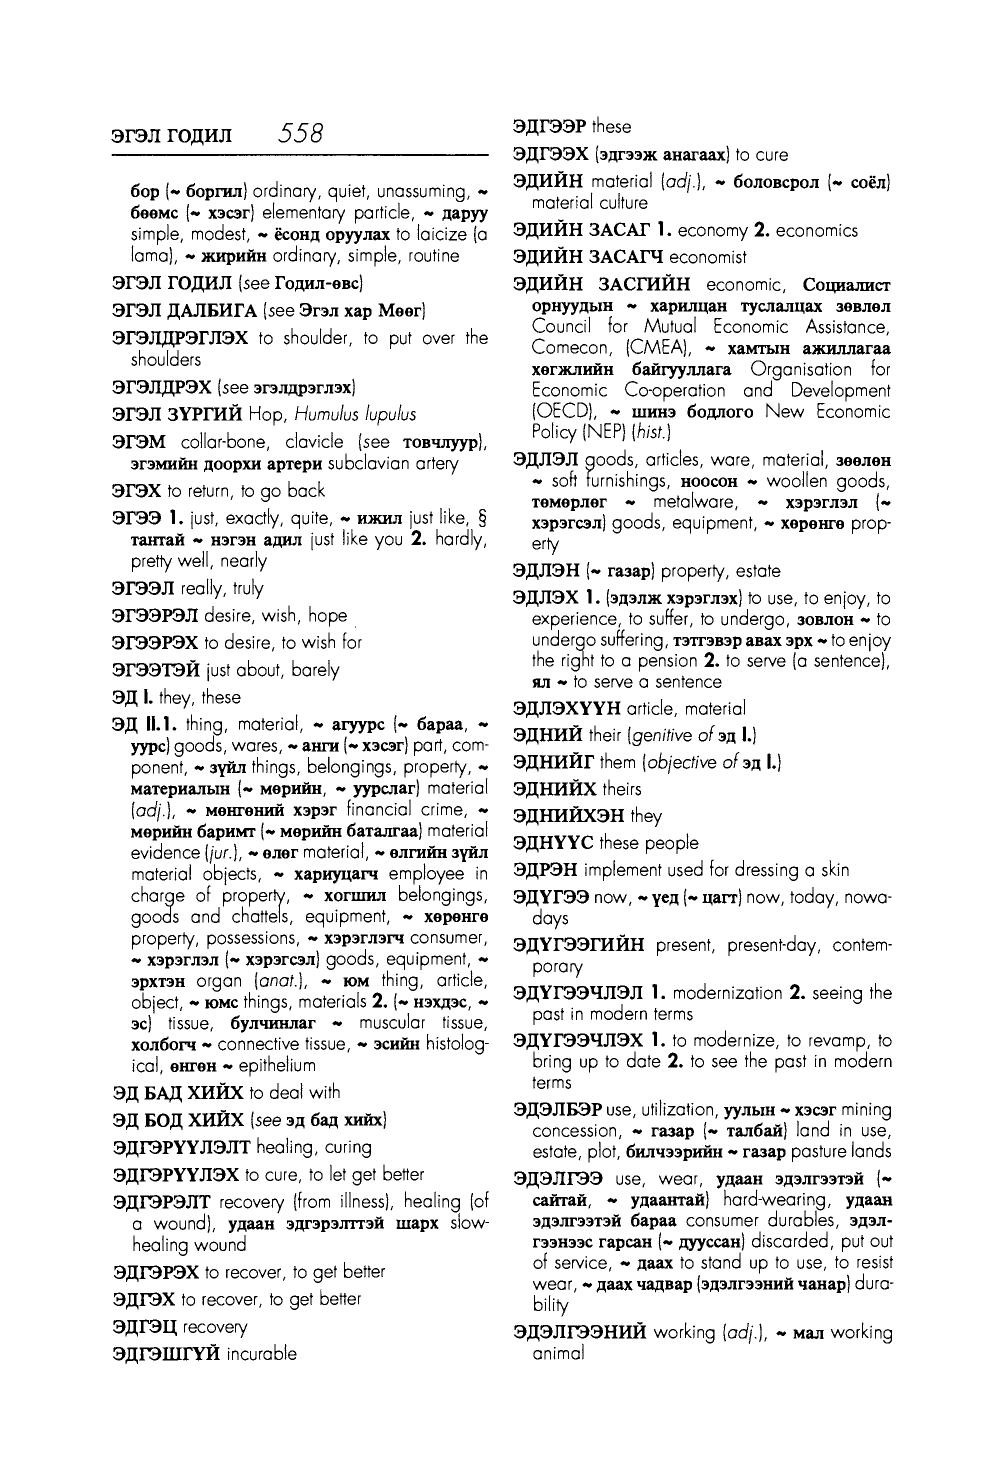 ЭГЭЛ ГОДИЛ 558
бор (~ боргил) ordinary, quiet, unassuming, ~
бөөмс (~ хэсэг) elementary particle, ~ даруу
simple, modest, ~ ёсонд оруулах to laicize (a
lama), ~ жирийн ordinary, simple, routine
ЭГЭЛ ГОДИЛ (see Годил-өвс)
ЭГЭЛ ДАЛБИГА (see Эгэл хар Мөөг)
ЭГЭЛДРЭГЛЭХ to shoulder, to put over the
shoulders
ЭГЭЛДРЭХ (see эгэлдрэглэх)
ЭГЭЛ ЗҮРГИЙ Hop, Humulus lupulus
ЭГЭМ collar-bone, clavicle (see товчлуур),
эгэмийн доорхи артери subclavian artery
ЭГЭХ to return, to go back
ЭГЭЭ 1. just, exactly, quite, ~ ижил just like, §
тантай ~ нэгэн адил just like you 2. hardly,
pretty well, nearly
ЭГЭЭЛ really, truly
ЭГЭЭРЭЛ desire, wish, hope
ЭГЭЭРЭХ to desire, to wish for
ЭГЭЭТЭЙ just about, barely
ЭД I. they, these
ЭД II.1. thing, material, ~ агуурс (~ бараа, ~
уурс) goods, wares, ~ анги (~ хэсэг) part, com-
ponent, ~ зүйл things, belongings, property, ~
материалын (~ мөрийн, ~ уурслаг) material
(adj.), ~ мөнгөний хэрэг financial crime, ~
мөрийн баримт (~ мөрийн баталгаа) material
evidence (jur.), ~ өлөг material, ~ өлгийн зүйл
material objects, ~ хариуцагч employee in
charge of property, ~ хогшил belongings,
goods and chattels, equipment, ~ хөрөнгө
property, possessions, ~ хэрэглэгч consumer,
~ хэрэглэл (~ хэрэгсэл) goods, equipment, ~
эрхтэн organ (anat.), ~ юм thing, article,
object, ~ юмс things, materials 2. (~ нэхдэс, ~
эс) tissue, булчинлаг ~ muscular tissue,
холбогч ~ connective tissue, ~ эсийн histolog-
ical, өнгөн ~ epithelium
ЭД БАД ХИЙХ to deal with
ЭД БОД ХИЙХ (see эд бад хийх)
ЭДГЭРҮҮЛЭЛТ healing, curing
ЭДГЭРҮҮЛЭХ to cure, to let get better
ЭДГЭРЭЛТ recovery (from illness), healing (of
a wound), удаан эдгэрэлттэй шарх slow-
healing wound
ЭДГЭРЭХ to recover, to get better
ЭДГЭХ to recover, to get better
ЭДГЭЦ recovery
ЭДГЭШГҮЙ incurable
ЭДГЭЭР these
ЭДГЭЭХ (эдгээж анагаах) to cure
ЭДИЙН material (adj.), ~ боловсрол (~ соёл)
material culture
ЭДИЙН ЗАСАГ 1. economy 2. economics
ЭДИЙН ЗАСАГЧ economist
ЭДИЙН ЗАСГИЙН economic, Социалист
орнуудын ~ харилцан туслалцах зөвлөл
Council for Mutual Economic Assistance,
Comecon, (CMEA), ~ хамтын ажиллагаа
хөгжлийн байгууллага Organisation for
Economic Co-operation and Development
(OECD), ~ шинэ бодлого New Economic
Policy (NEP) (hist.)
ЭДЛЭЛ goods, articles, ware, material, зөөлөн
~ soft furnishings, ноосон ~ woollen goods,
төмөрлөг ~ metalware, ~ хэрэглэл (~
хэрэгсэл) goods, equipment, ~ хөрөнгө prop-
erty
ЭДЛЭН (~ газар) property, estate
ЭДЛЭХ 1. (эдэлж хэрэглэх) to use, to enjoy, to
experience, to suffer, to undergo, зовлон ~ to
undergo suffering, тэтгэвэр авах эрх ~ to enjoy
the right to a pension 2. to serve (a sentence),
ял ~ to serve a sentence
ЭДЛЭХҮҮН article, material
ЭДНИЙ their (genitive of эд I.)
ЭДНИЙГ them (objective of эд I.)
ЭДНИЙХ theirs
ЭДНИЙХЭН they
ЭДНҮҮС these people
ЭДРЭН implement used for dressing a skin
ЭДҮГЭЭ now, ~ үед (~ цагт) now, today, nowa-
days
ЭДҮГЭЭГИЙН present, present-day, contem-
porary
ЭДҮГЭЭЧЛЭЛ 1. modernization 2. seeing the
past in modern terms
ЭДҮГЭЭЧЛЭХ 1. to modernize, to revamp, to
bring up to date 2. to see the past in modern
terms
ЭДЭЛБЭР use, utilization, уулын ~ хэсэг mining
concession, ~ газар (~ талбай) land in use,
estate, plot, билчээрийн ~ газар pasture lands
ЭДЭЛГЭЭ use, wear, удаан эдэлгээтэй (~
сайтай, ~ удаантай) hard-wearing, удаан
эдэлгээтэй бараа consumer durables, эдэл-
гээнээс гарсан (~ дууссан) discarded, put out
of service, ~ даах to stand up to use, to resist
wear, ~ даах чадвар (эдэлгээний чанар) dura-
bility
ЭДЭЛГЭЭНИЙ working (adj.), ~ мал working
animal